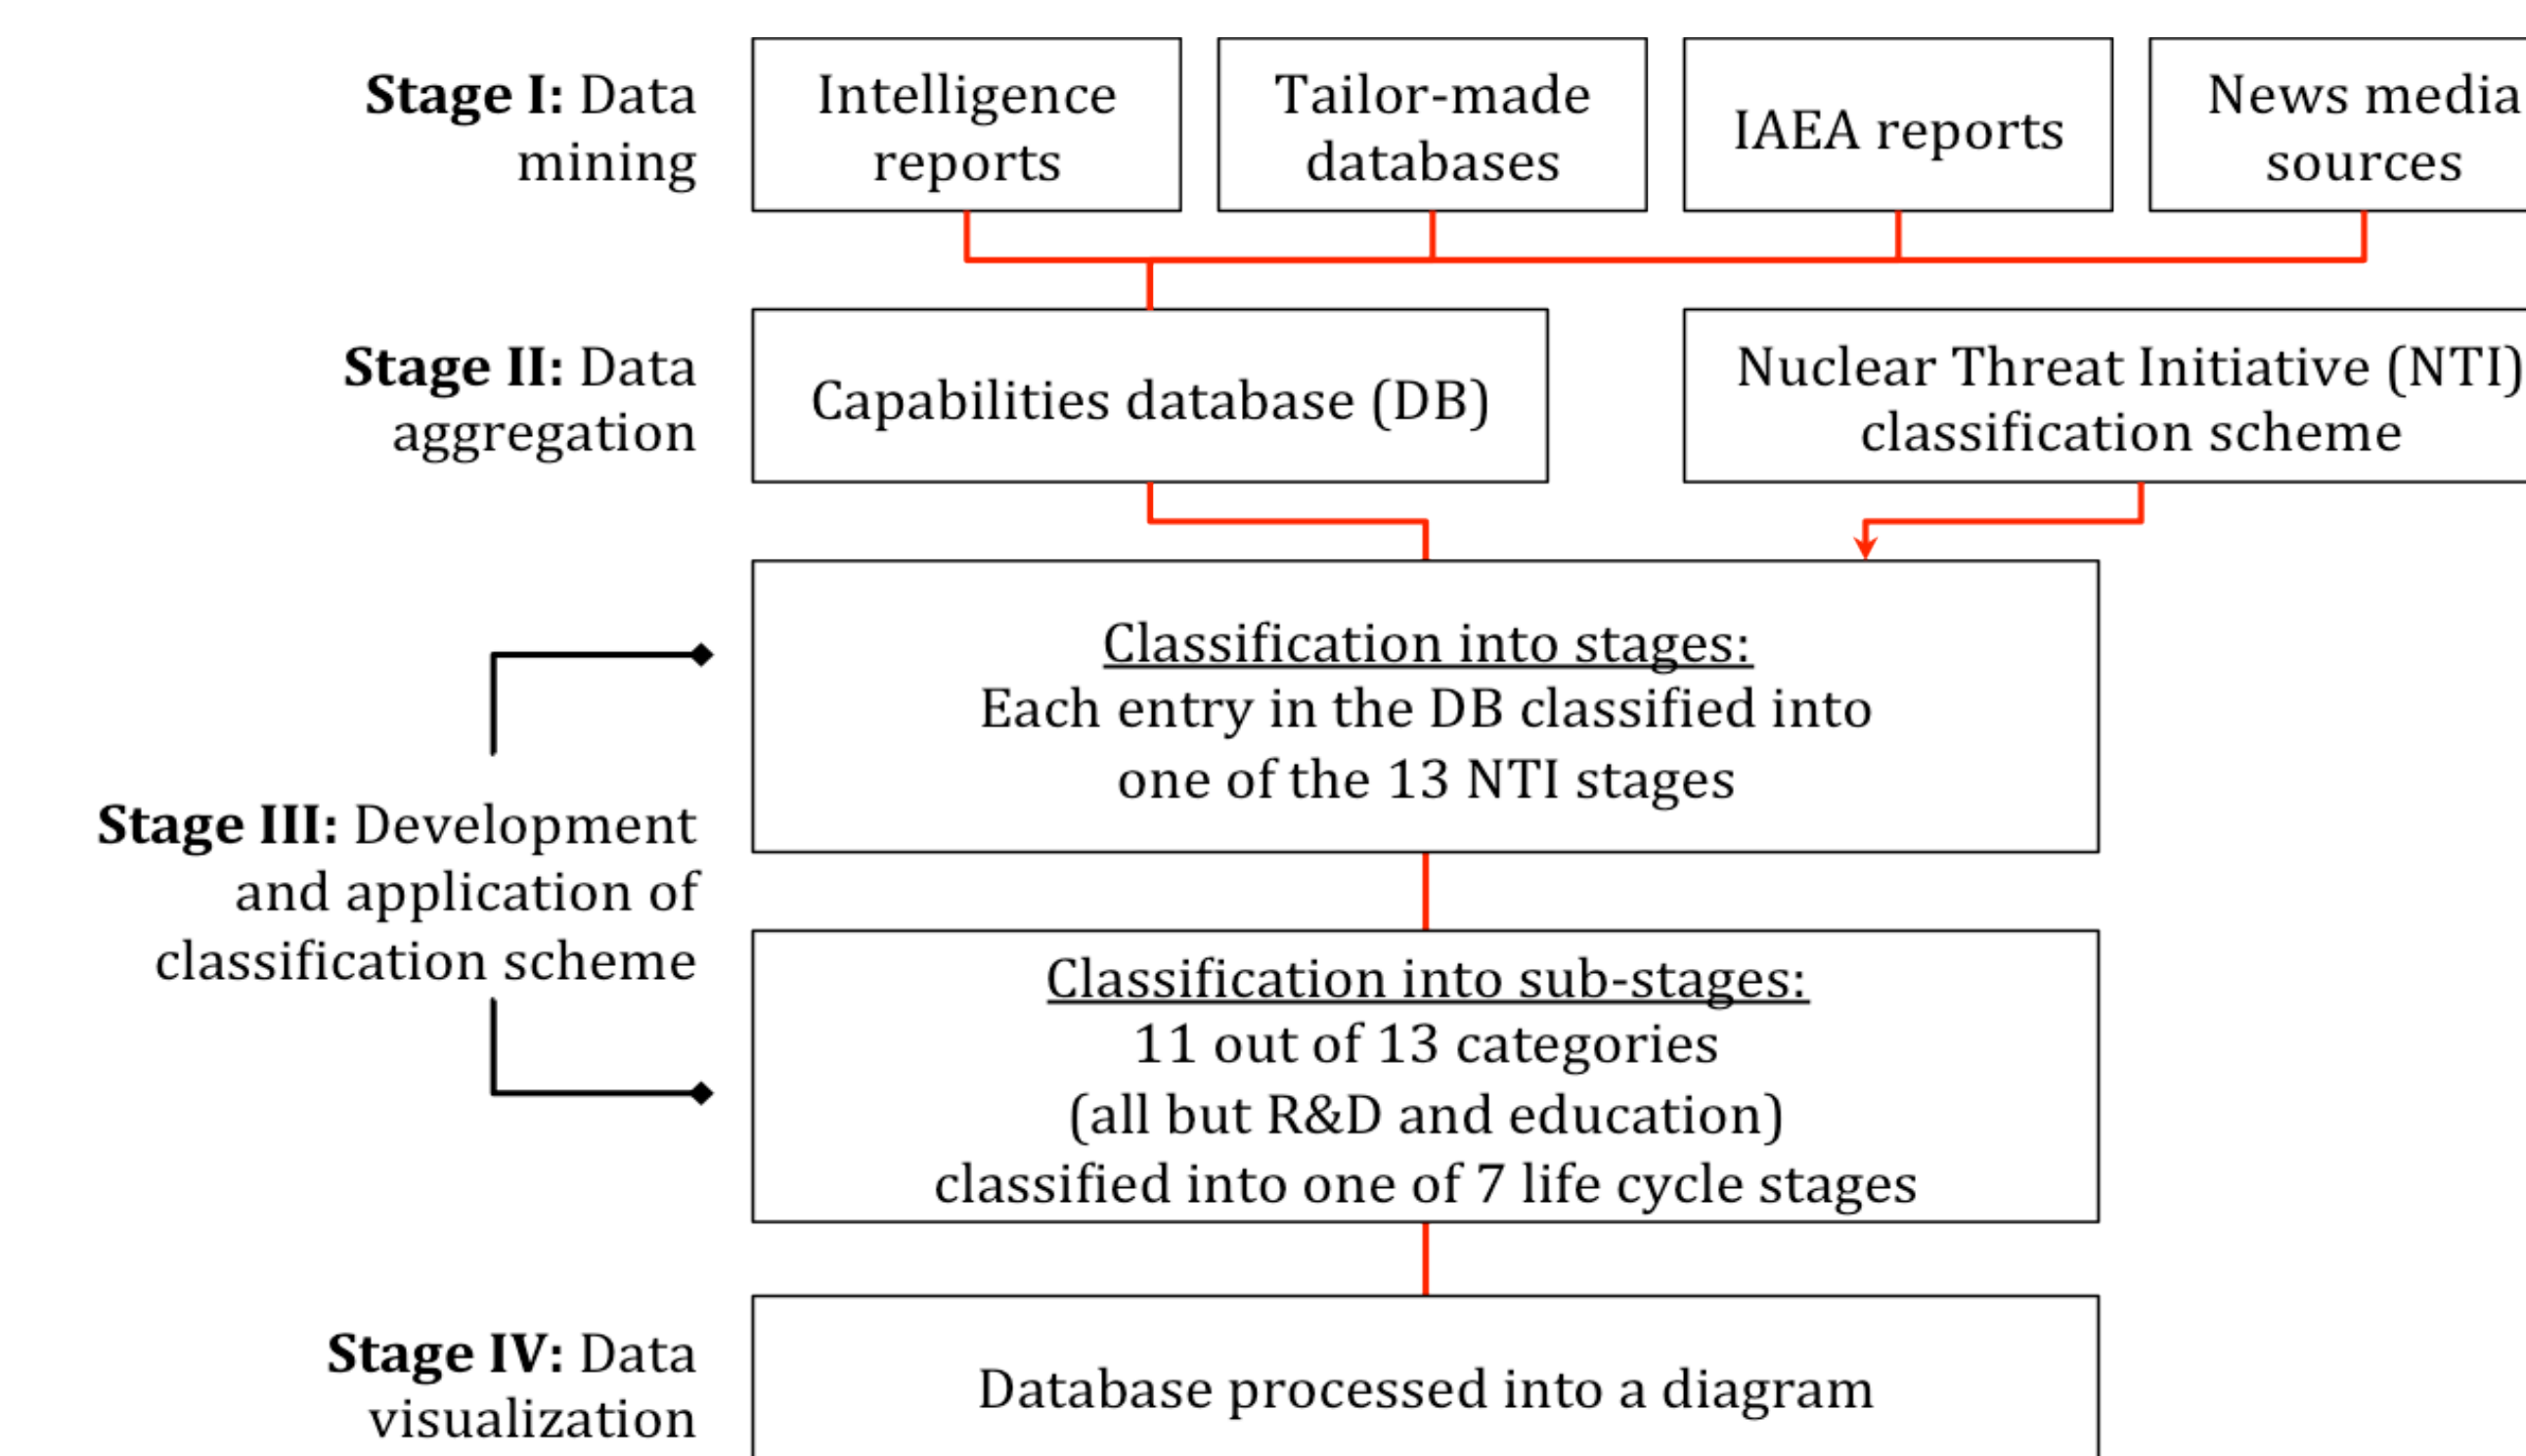 Stage I: Data
mining
Intelligence
reports
Tailor-made
databases
IAEA reports
News media
sources
Stage II: Data
aggregation
Capabilities database (DB)
Nuclear Threat Initiative (NTI)
classification scheme
Stage III: Development
and application of
classification scheme
Classification into stages:
Each entry in the DB classified into
one of the 13 NTI stages
Classification into sub-stages:
11 out of 13 categories
(all but R&D and education)
classified into one of 7 life cycle stages
Stage IV: Data
visualization
Database processed into a diagram